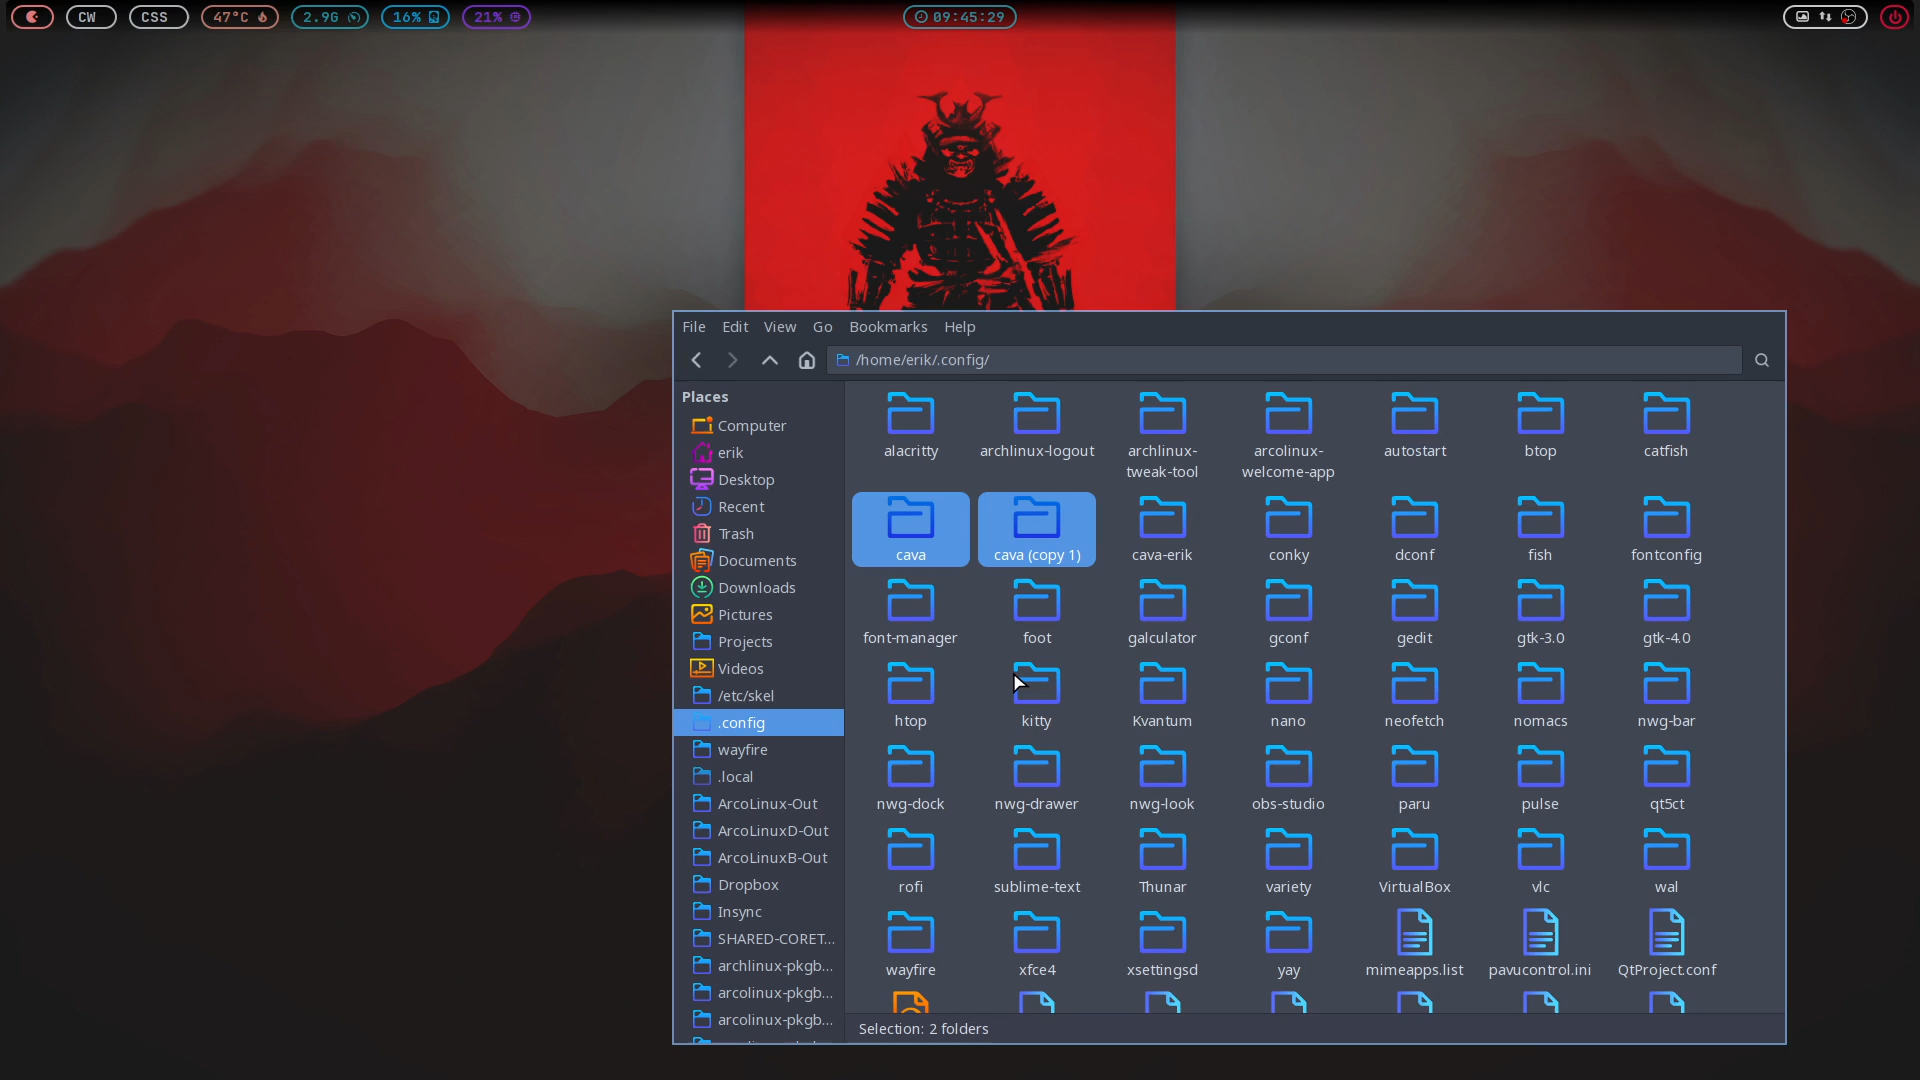 CW CSS 47°C 2.9G 16% 21% 09:45:29
File Edit View Go Bookmarks Help
/home/erik/.config/
Places
Computer
erik
Desktop
Recent
Trash
Documents
Downloads
Pictures
Projects
Videos
/etc/skel
.config
wayfire
.local
ArcoLinux-Out
ArcoLinuxD-Out
ArcoLinuxB-Out
Dropbox
Insync
SHARED-CORET...
archlinux-pkgb...
arcolinux-pkgb...
arcolinux-pkgb...
alacritty archlinux-logout archlinux-tweak-tool arcolinux-welcome-app autostart btop catfish
cava cava (copy 1) cava-erik conky dconf fish fontconfig
font-manager foot galculator gconf gedit gtk-3.0 gtk-4.0
htop kitty Kvantum nano neofetch nomacs nwg-bar
nwg-dock nwg-drawer nwg-look obs-studio paru pulse qt5ct
rofi sublime-text Thunar variety VirtualBox vlc wal
wayfire xfce4 xsettingsd yay mimeapps.list pavucontrol.ini QtProject.conf
Selection: 2 folders